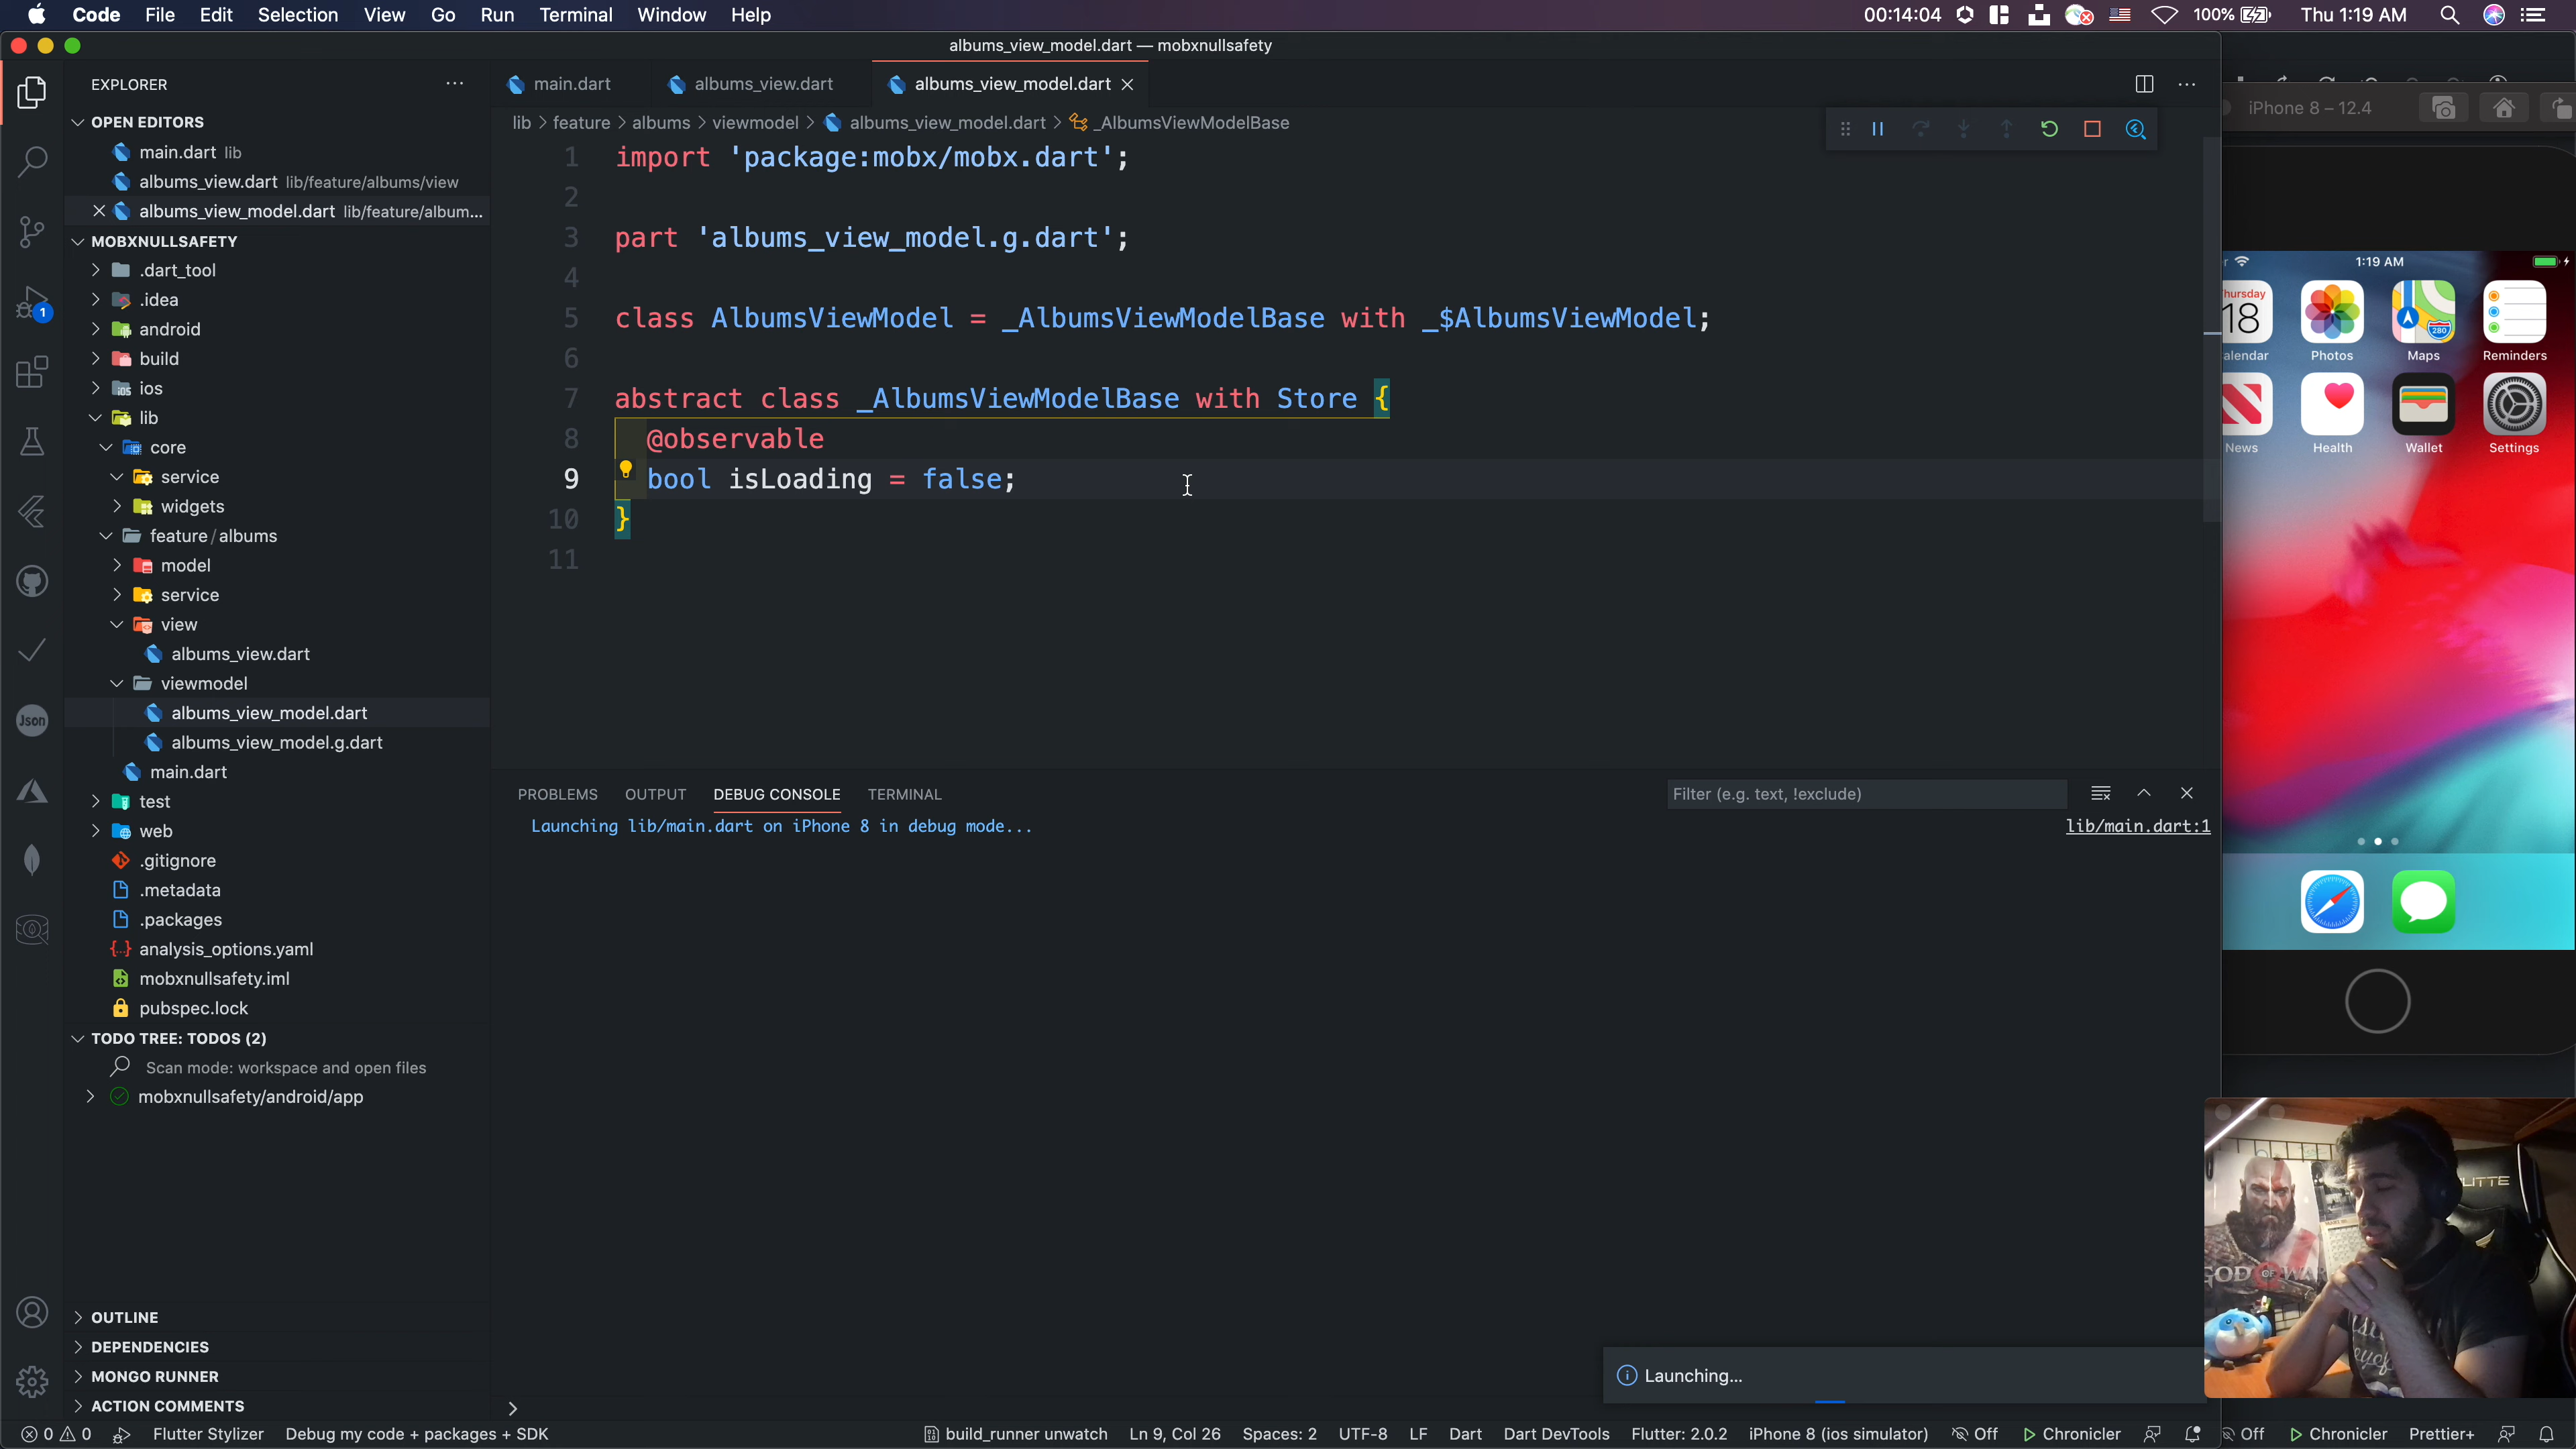 Code File Edit Selection View Go Run Terminal Window Help 00:14:04 100% Thu 1:19 AM
albums_view_model.dart — mobxnullsafety
EXPLORER
main.dart albums_view.dart albums_view_model.dart
iPhone 8 – 12.4
OPEN EDITORS
lib > feature > albums > viewmodel > albums_view_model.dart > _AlbumsViewModelBase
main.dart lib
albums_view.dart lib/feature/albums/view
albums_view_model.dart lib/feature/album...
MOBXNULLSAFETY
.dart_tool
.idea
android
build
ios
lib
core
service
widgets
feature / albums
model
service
view
albums_view.dart
viewmodel
albums_view_model.dart
albums_view_model.g.dart
main.dart
test
web
.gitignore
.metadata
.packages
analysis_options.yaml
mobxnullsafety.iml
pubspec.lock
TODO TREE: TODOS (2)
Scan mode: workspace and open files
mobxnullsafety/android/app
OUTLINE
DEPENDENCIES
MONGO RUNNER
ACTION COMMENTS
1
Json
1 import 'package:mobx/mobx.dart';
2
3 part 'albums_view_model.g.dart';
4
5 class AlbumsViewModel = _AlbumsViewModelBase with _$AlbumsViewModel;
6
7 abstract class _AlbumsViewModelBase with Store {
8 @observable
9 bool isLoading = false;
10 }
11
PROBLEMS OUTPUT DEBUG CONSOLE TERMINAL Filter (e.g. text, !exclude)
Launching lib/main.dart on iPhone 8 in debug mode... lib/main.dart:1
Launching...
1:19 AM
18
280
Photos Maps Reminders
News Health Wallet Settings
GOD OF WAR
0 0 Flutter Stylizer Debug my code + packages + SDK build_runner unwatch Ln 9, Col 26 Spaces: 2 UTF-8 LF Dart Dart DevTools Flutter: 2.0.2 iPhone 8 (ios simulator) Off Chronicler Off Chronicler Prettier+